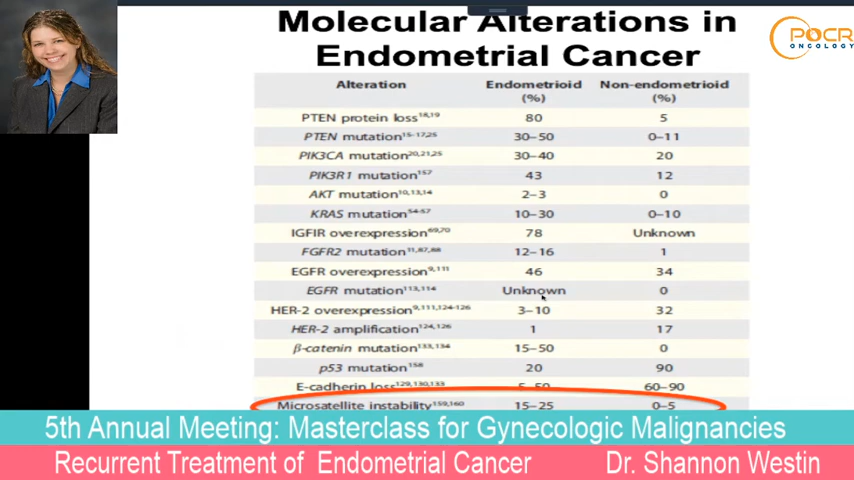 Molecular Alterations in
Endometrial Cancer
POCR
ONCOLOGY
Alteration Endometrioid (%) Non-endometrioid (%)
PTEN protein loss18,19 80 5
PTEN mutation15-17,25 30–50 0–11
PIK3CA mutation20,21,25 30–40 20
PIK3R1 mutation157 43 12
AKT mutation10,13,14 2–3 0
KRAS mutation54-57 10–30 0–10
IGFIR overexpression69,70 78 Unknown
FGFR2 mutation11,87,88 12–16 1
EGFR overexpression9,111 46 34
EGFR mutation113,114 Unknown 0
HER-2 overexpression9,111,124-126 3–10 32
HER-2 amplification124,126 1 17
β-catenin mutation133,134 15–50 0
p53 mutation158 20 90
E-cadherin loss129,130,133 5–50 60–90
Microsatellite instability159,160 15–25 0–5
5th Annual Meeting: Masterclass for Gynecologic Malignancies
Recurrent Treatment of Endometrial Cancer Dr. Shannon Westin